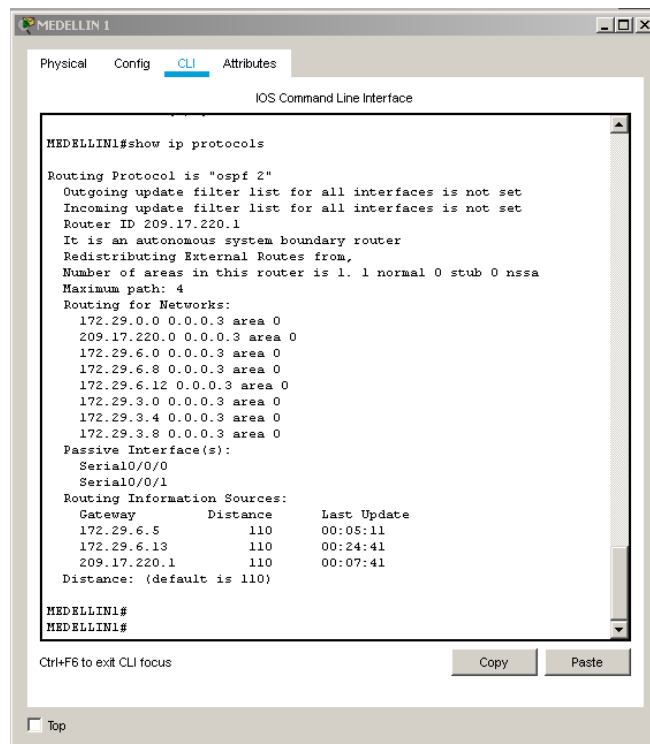 MEDELLIN 1
Physical Config CLI Attributes
IOS Command Line Interface
MEDELLIN1#show ip protocols
Routing Protocol is "ospf 2"
Outgoing update filter list for all interfaces is not set
Incoming update filter list for all interfaces is not set
Router ID 209.17.220.1
It is an autonomous system boundary router
Redistributing External Routes from,
Number of areas in this router is 1. 1 normal 0 stub 0 nssa
Maximum path: 4
Routing for Networks:
172.29.0.0 0.0.0.3 area 0
209.17.220.0 0.0.0.3 area 0
172.29.6.0 0.0.0.3 area 0
172.29.6.8 0.0.0.3 area 0
172.29.6.12 0.0.0.3 area 0
172.29.3.0 0.0.0.3 area 0
172.29.3.4 0.0.0.3 area 0
172.29.3.8 0.0.0.3 area 0
Passive Interface(s):
Serial0/0/0
Serial0/0/1
Routing Information Sources:
Gateway Distance Last Update
172.29.6.5 110 00:05:11
172.29.6.13 110 00:24:41
209.17.220.1 110 00:07:41
Distance: (default is 110)
MEDELLIN1#
MEDELLIN1#
Ctrl+F6 to exit CLI focus
Copy Paste
Top